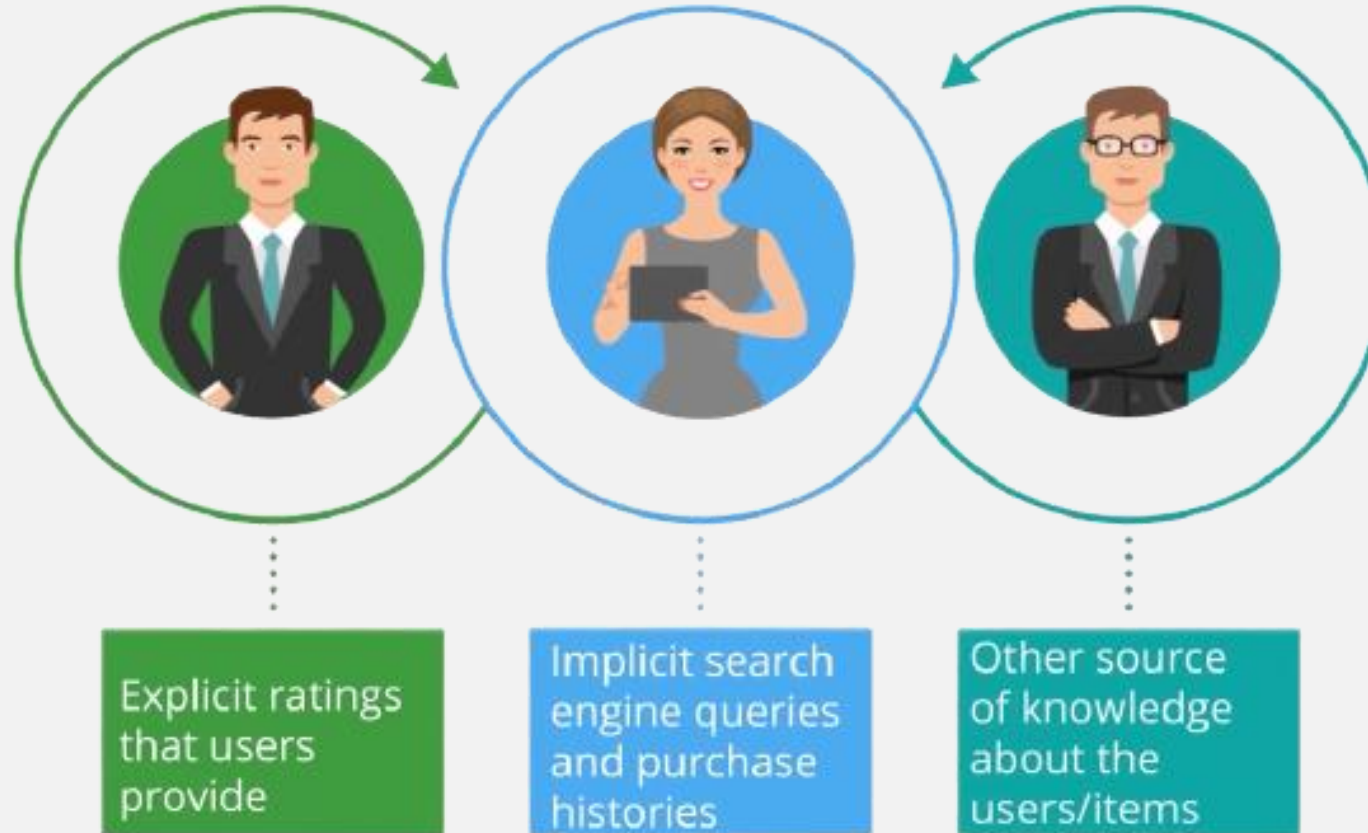 Explicit ratings
that users
provide
Implicit search
engine queries
and purchase
histories
Other source
of knowledge
about the
users/items